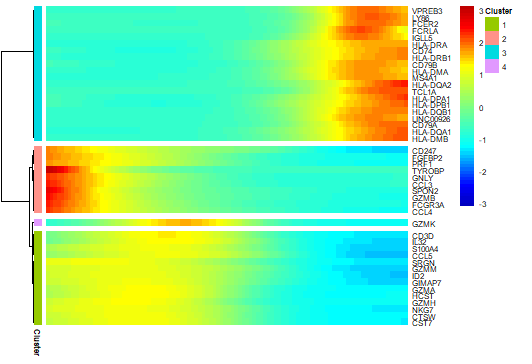 VPREB3
LY86
FCER2
FCRLA
IGLL5
HLA-DRA
CD74
HLA-DRB1
CD79B
HLA-DMA
MS4A1
HLA-DQA2
TCL1A
HLA-DPA1
HLA-DPB1
HLA-DQB1
LINC00926
CD79A
HLA-DQA1
HLA-DMB
CD247
FGFBP2
PRF1
TYROBP
GNLY
CCL3
SPON2
GZMB
FCGR3A
CCL4
GZMK
CD3D
IL32
S100A4
CCL5
SRGN
GZMM
ID2
GIMAP7
GZMA
HCST
GZMH
NKG7
CTSW
CST7
3
2
1
0
-1
-2
-3
Cluster
1
2
3
4
Cluster